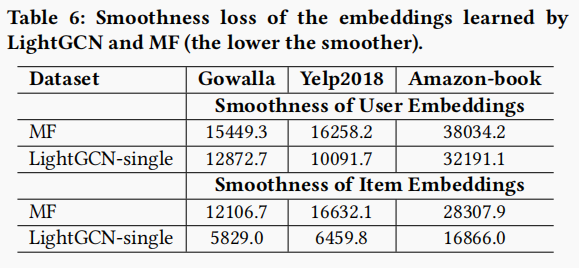 Table 6: Smoothness loss of the embeddings learned by
LightGCN and MF (the lower the smoother).
Dataset Gowalla Yelp2018 Amazon-book
Smoothness of User Embeddings
MF 15449.3 16258.2 38034.2
LightGCN-single 12872.7 10091.7 32191.1
Smoothness of Item Embeddings
MF 12106.7 16632.1 28307.9
LightGCN-single 5829.0 6459.8 16866.0